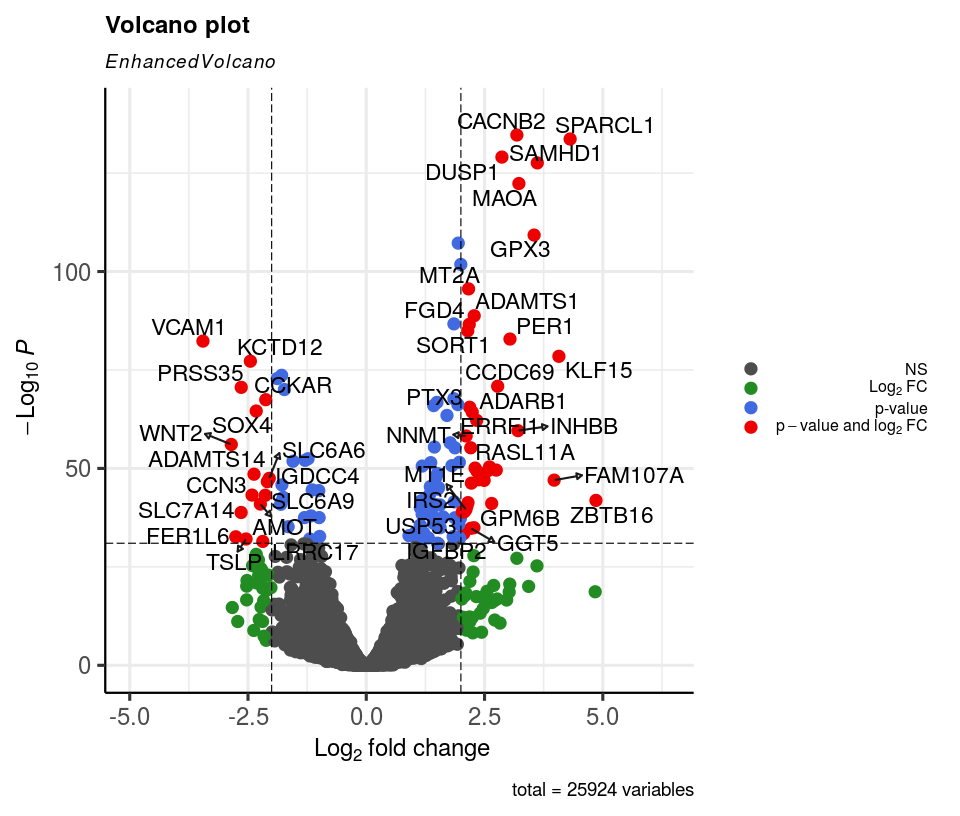 Volcano plot
EnhancedVolcano
CACNB2
SPARCL1
SAMHD1
DUSP1
MAOA
GPX3
MT2A
ADAMTS1
FGD4
PER1
SORT1
VCAM1
KCTD12
PRSS35
CCKAR
KLF15
CCDC69
PTX3
ADARB1
SOX4
WNT2
NNMT
ERRFI1
INHBB
ADAMTS14
SLC6A6
RASL11A
CCN3
IGDCC4
MT1E
FAM107A
SLC7A14
SLC6A9
IRS2
ZBTB16
FER1L6
AMOT
USP53
GPM6B
TSLP
LRRC17
IGFBP2
GGT5
−Log10 P
100
50
0
-5.0
-2.5
0.0
2.5
5.0
Log2 fold change
NS
Log2 FC
p-value
p − value and log2 FC
total = 25924 variables